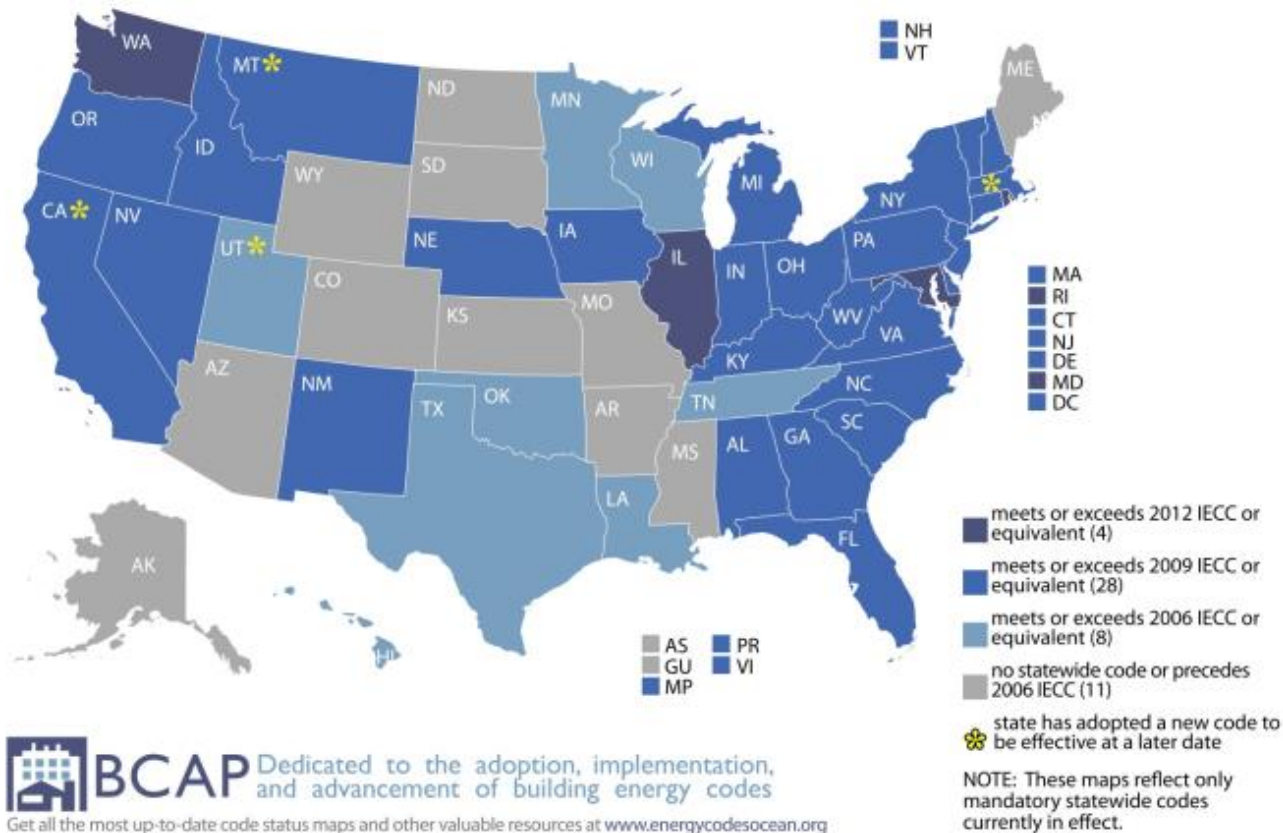 WA
MT
ND
MN
ME
NH
VT
OR
ID
SD
WI
MI
WY
NY
CA
NV
UT
NE
IA
IL
IN
OH
PA
CO
KS
MO
WV
VA
KY
MA
RI
CT
NJ
DE
MD
DC
AZ
NM
OK
TX
AR
TN
NC
SC
MS
AL
GA
LA
FL
AK
HI
AS
GU
MP
PR
VI
meets or exceeds 2012 IECC or
equivalent (4)
meets or exceeds 2009 IECC or
equivalent (28)
meets or exceeds 2006 IECC or
equivalent (8)
no statewide code or precedes
2006 IECC (11)
state has adopted a new code to
be effective at a later date
NOTE: These maps reflect only
mandatory statewide codes
currently in effect.
BCAP
Dedicated to the adoption, implementation,
and advancement of building energy codes
Get all the most up-to-date code status maps and other valuable resources at www.energycodesocean.org